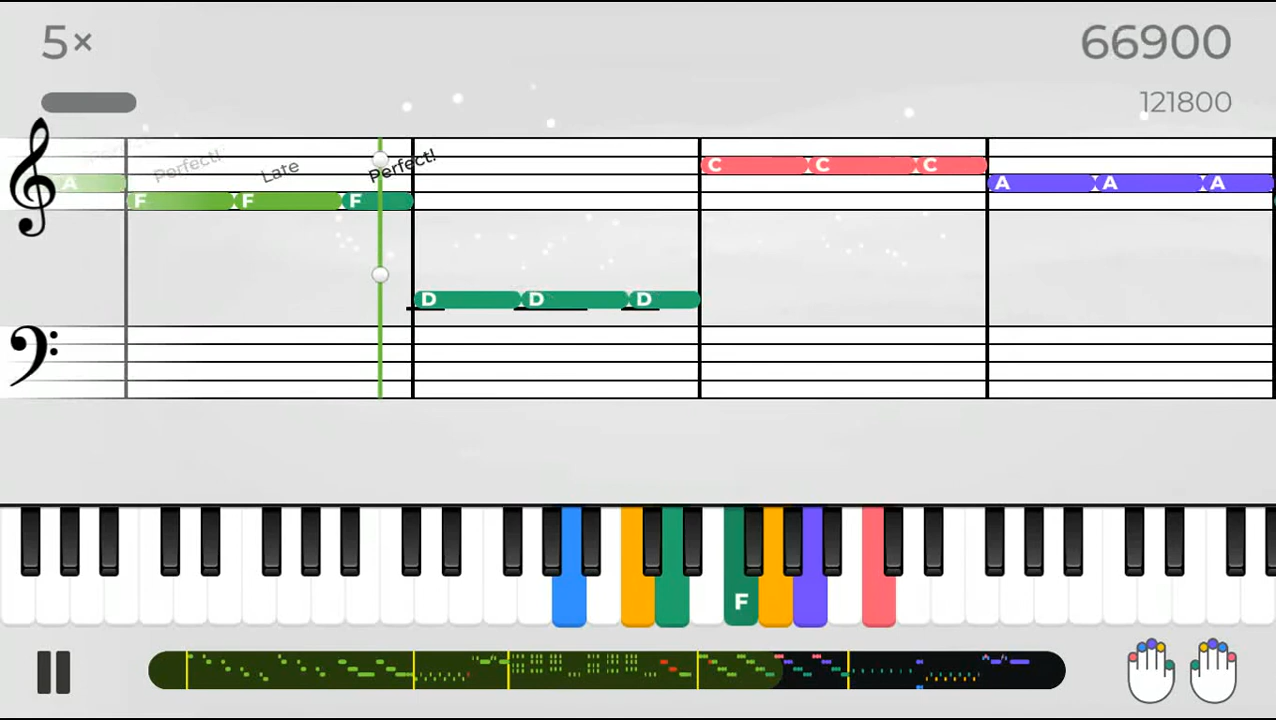 5× 66900
121800
Perfect! Late Perfect!
C C C
A A A A
F F F
D D D
F